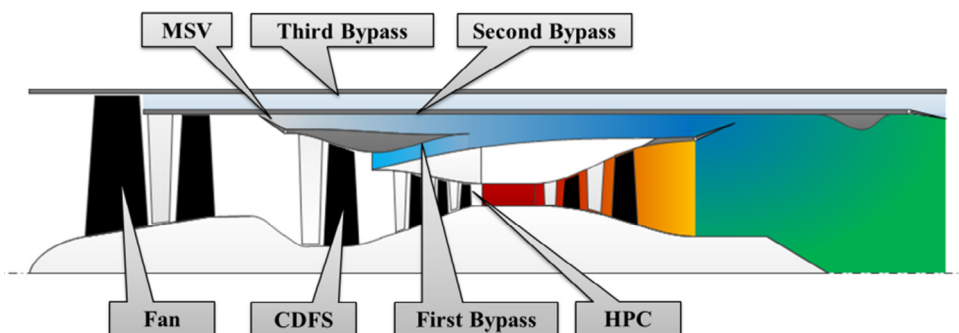 MSV
Third Bypass
Second Bypass
Fan
CDFS
First Bypass
HPC